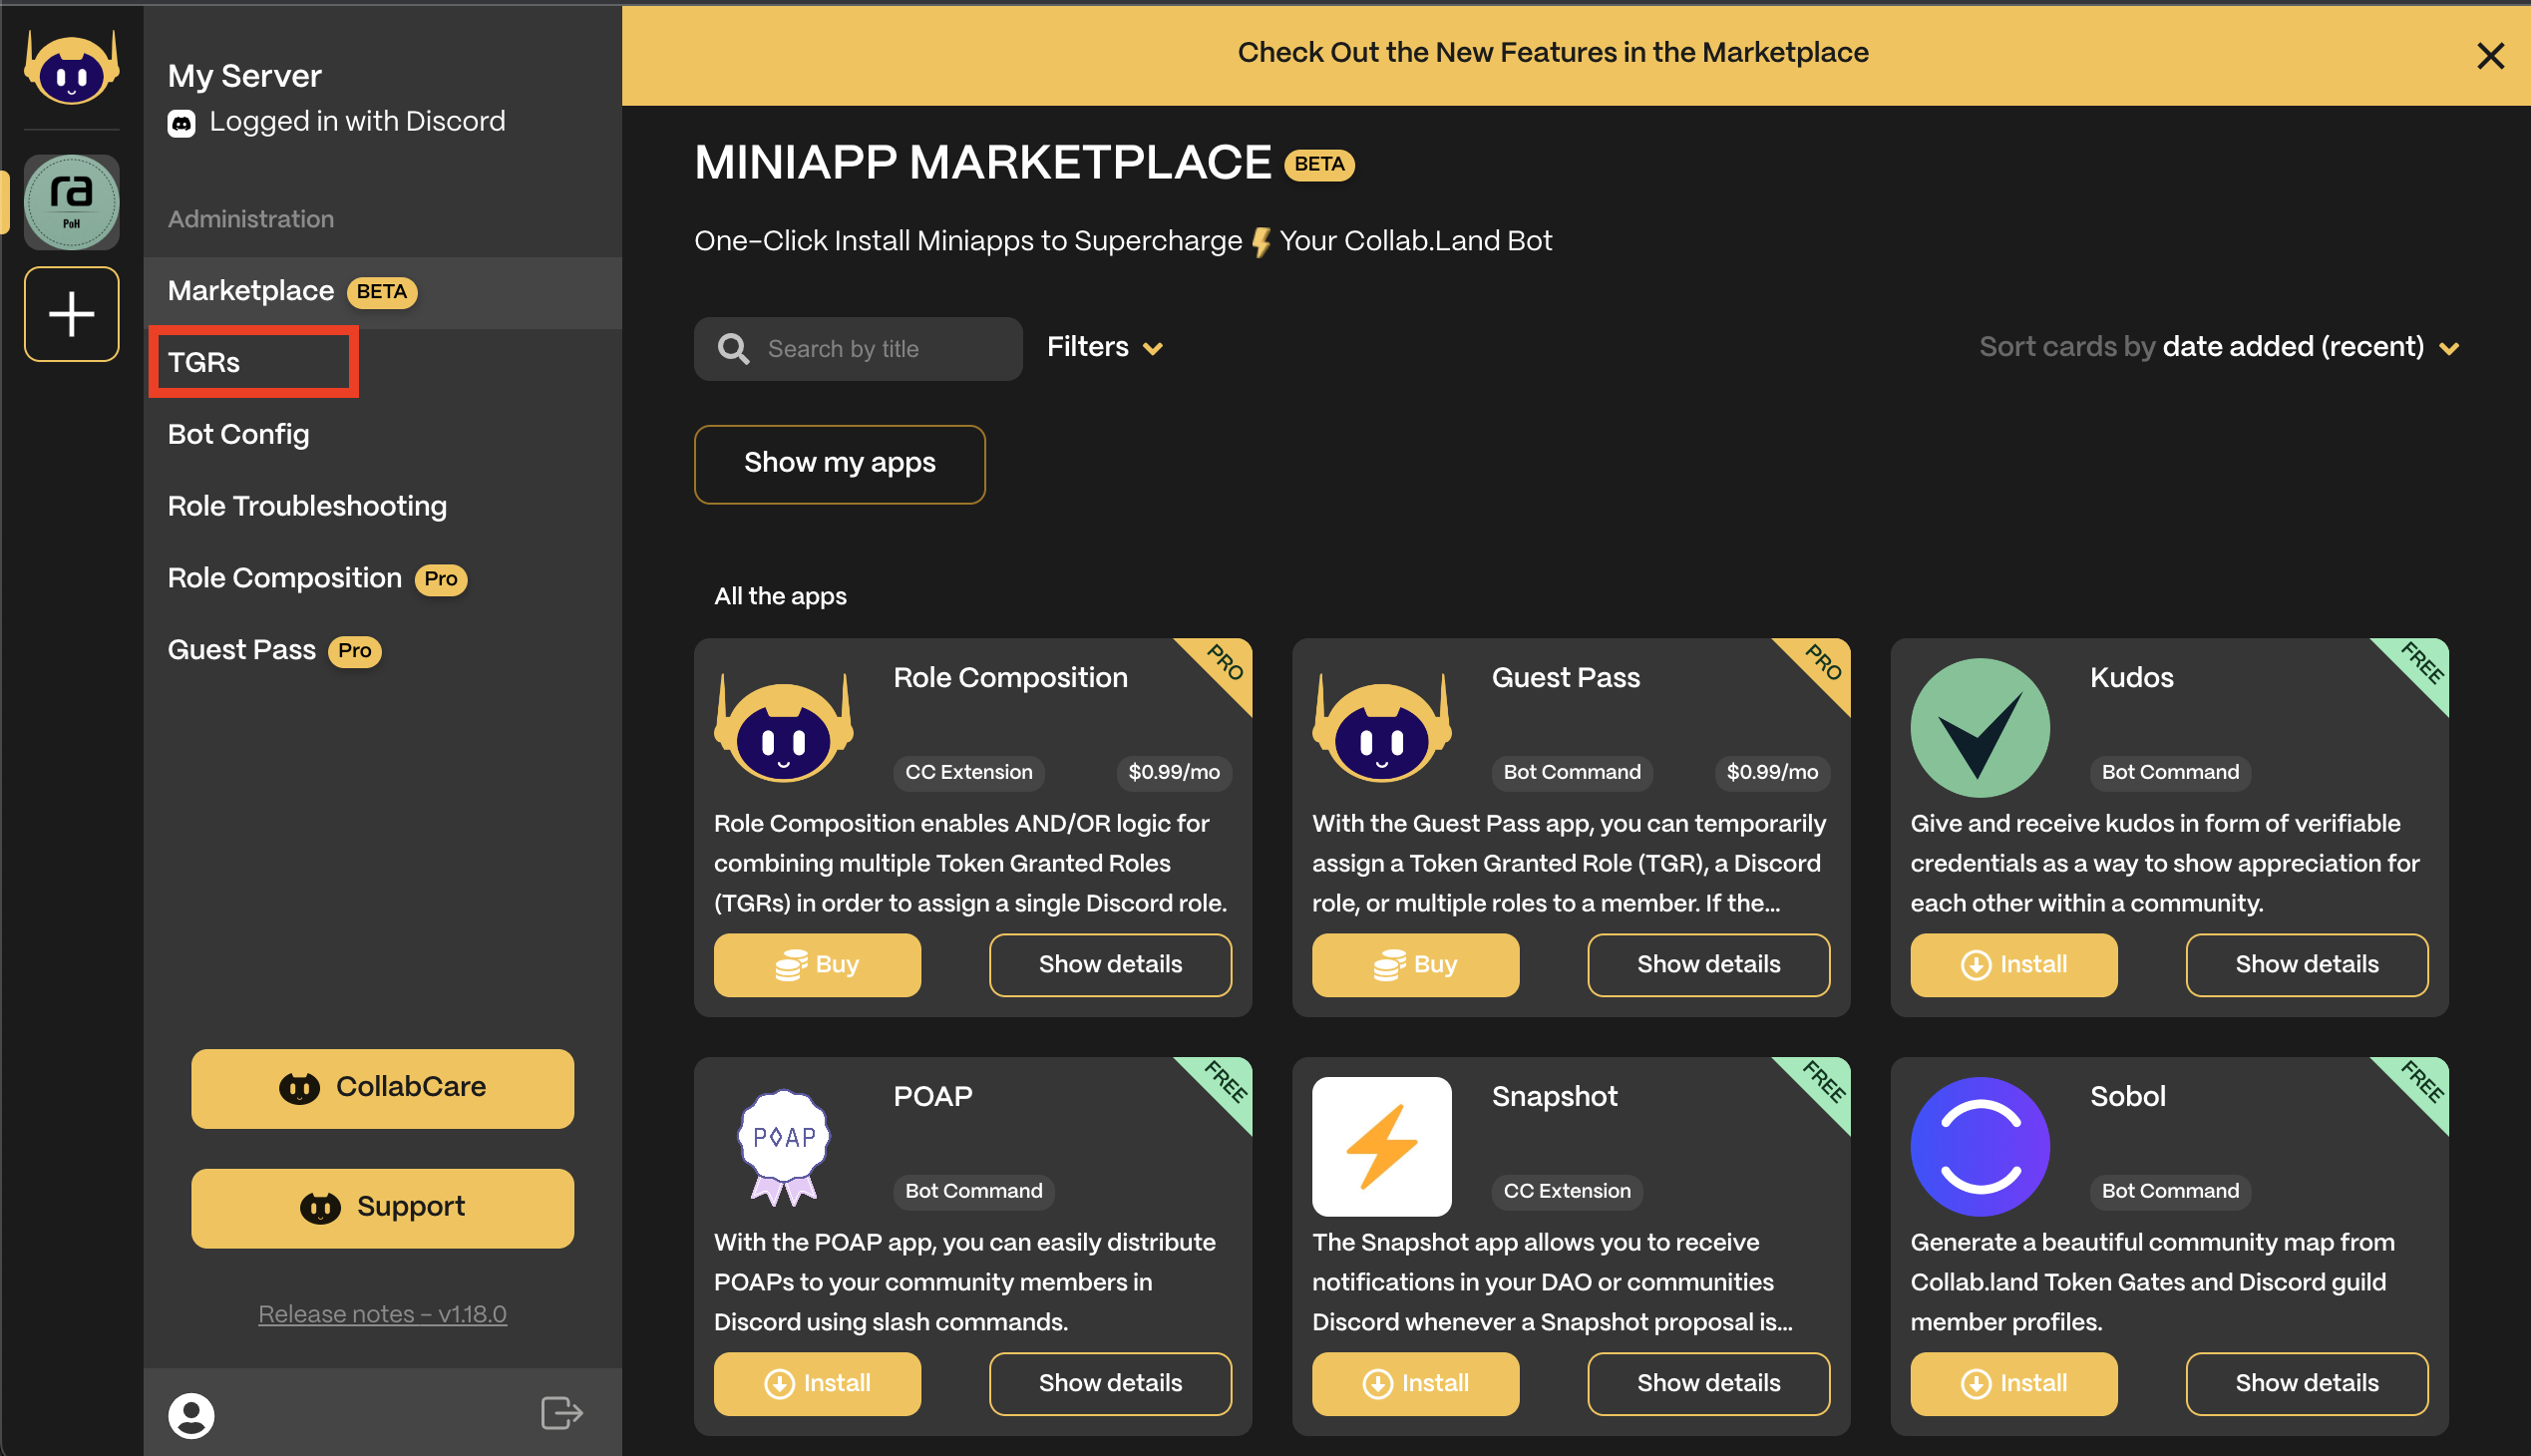 Check Out the New Features in the Marketplace
My Server
Logged in with Discord
ra
PoH
Administration
Marketplace BETA
TGRs
Bot Config
Role Troubleshooting
Role Composition Pro
Guest Pass Pro
CollabCare
Support
Release notes - v1.18.0
MINIAPP MARKETPLACE BETA
One-Click Install Miniapps to Supercharge ⚡ Your Collab.Land Bot
Search by title
Filters
Sort cards by date added (recent)
Show my apps
All the apps
PRO
Role Composition
CC Extension
$0.99/mo
Role Composition enables AND/OR logic for
combining multiple Token Granted Roles
(TGRs) in order to assign a single Discord role.
Buy
Show details
PRO
Guest Pass
Bot Command
$0.99/mo
With the Guest Pass app, you can temporarily
assign a Token Granted Role (TGR), a Discord
role, or multiple roles to a member. If the...
Buy
Show details
FREE
Kudos
Bot Command
Give and receive kudos in form of verifiable
credentials as a way to show appreciation for
each other within a community.
Install
Show details
FREE
POAP
POAP
Bot Command
With the POAP app, you can easily distribute
POAPs to your community members in
Discord using slash commands.
Install
Show details
FREE
Snapshot
CC Extension
The Snapshot app allows you to receive
notifications in your DAO or communities
Discord whenever a Snapshot proposal is...
Install
Show details
FREE
Sobol
Bot Command
Generate a beautiful community map from
Collab.land Token Gates and Discord guild
member profiles.
Install
Show details